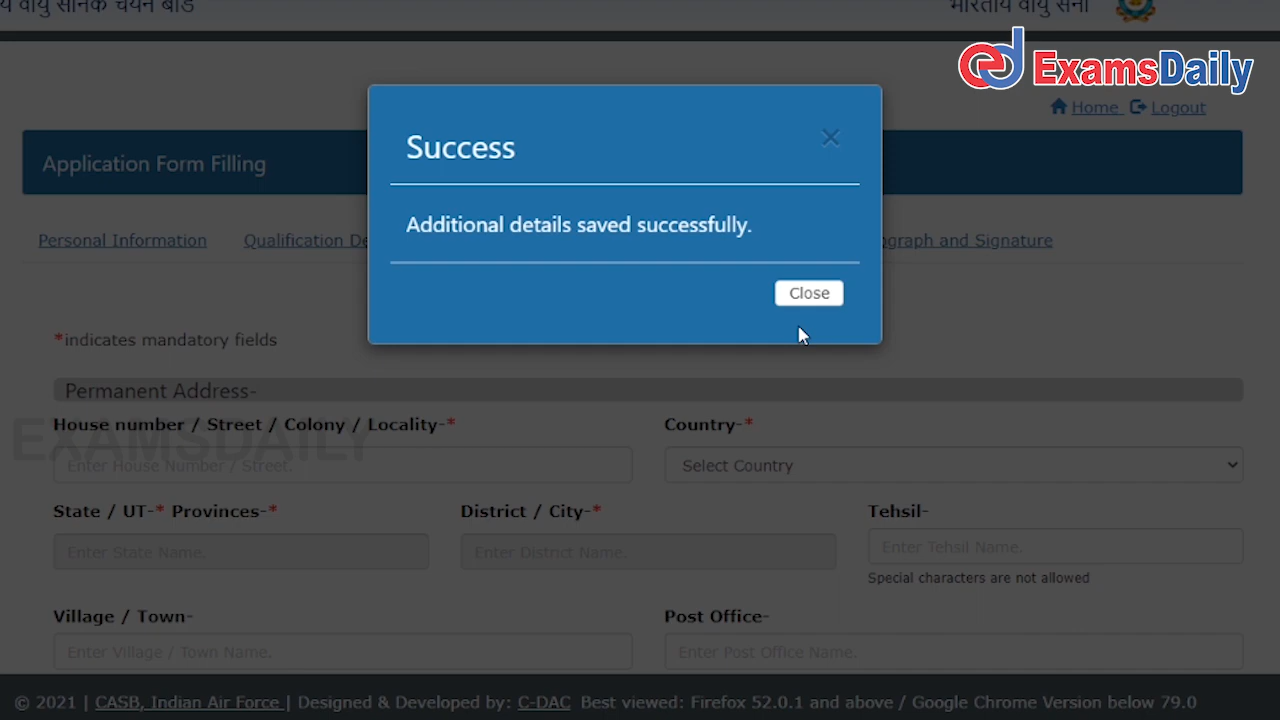 वायु सेना
ExamsDaily
Home Logout
Success
×
Application Form Filling
Additional details saved successfully.
Personal Information
Qualification De
ograph and Signature
Close
*indicates mandatory fields
Permanent Address-
EXAMSDAILY
House number / Street / Colony / Locality-*
Country-*
Enter House Number / Street.
Select Country
State / UT-* Provinces-*
District / City-*
Tehsil-
Enter State Name.
Enter District Name.
Enter Tehsil Name.
Special characters are not allowed
Village / Town-
Post Office-
Enter Village / Town Name.
Enter Post Office Name.
© 2021 | CASB, Indian Air Force | Designed & Developed by: C-DAC Best viewed: Firefox 52.0.1 and above / Google Chrome Version below 79.0